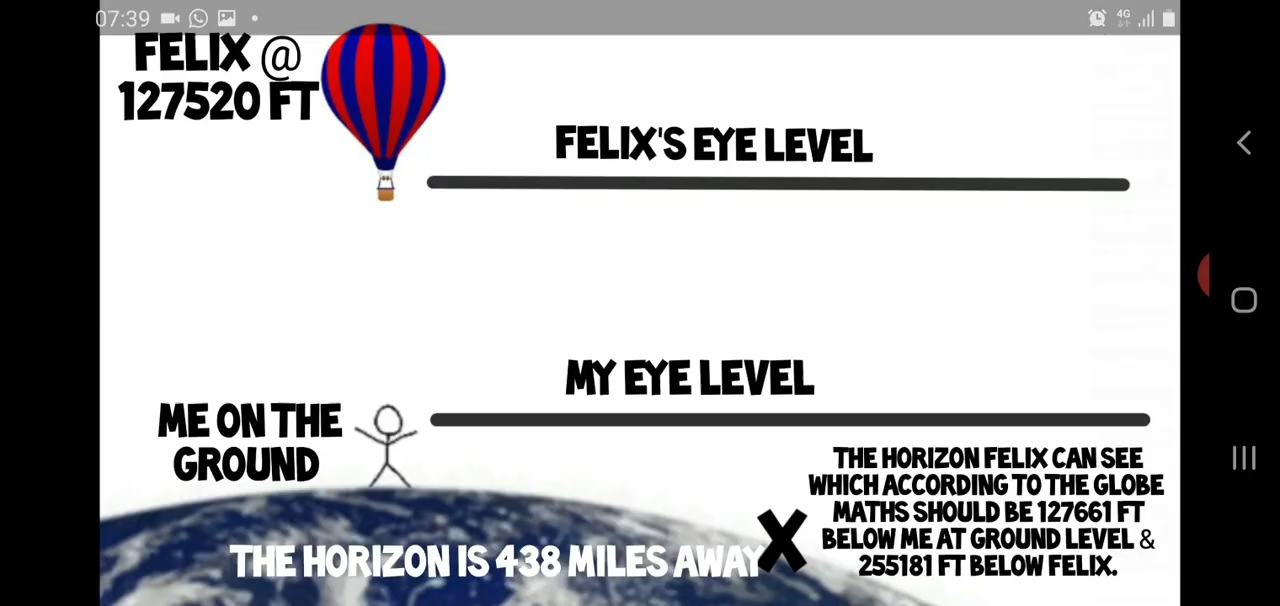 07:39
4G
FELIX @
127520 FT
FELIX'S EYE LEVEL
MY EYE LEVEL
ME ON THE
GROUND
THE HORIZON FELIX CAN SEE
WHICH ACCORDING TO THE GLOBE
MATHS SHOULD BE 127661 FT
BELOW ME AT GROUND LEVEL &
255181 FT BELOW FELIX.
THE HORIZON IS 438 MILES AWAY
X